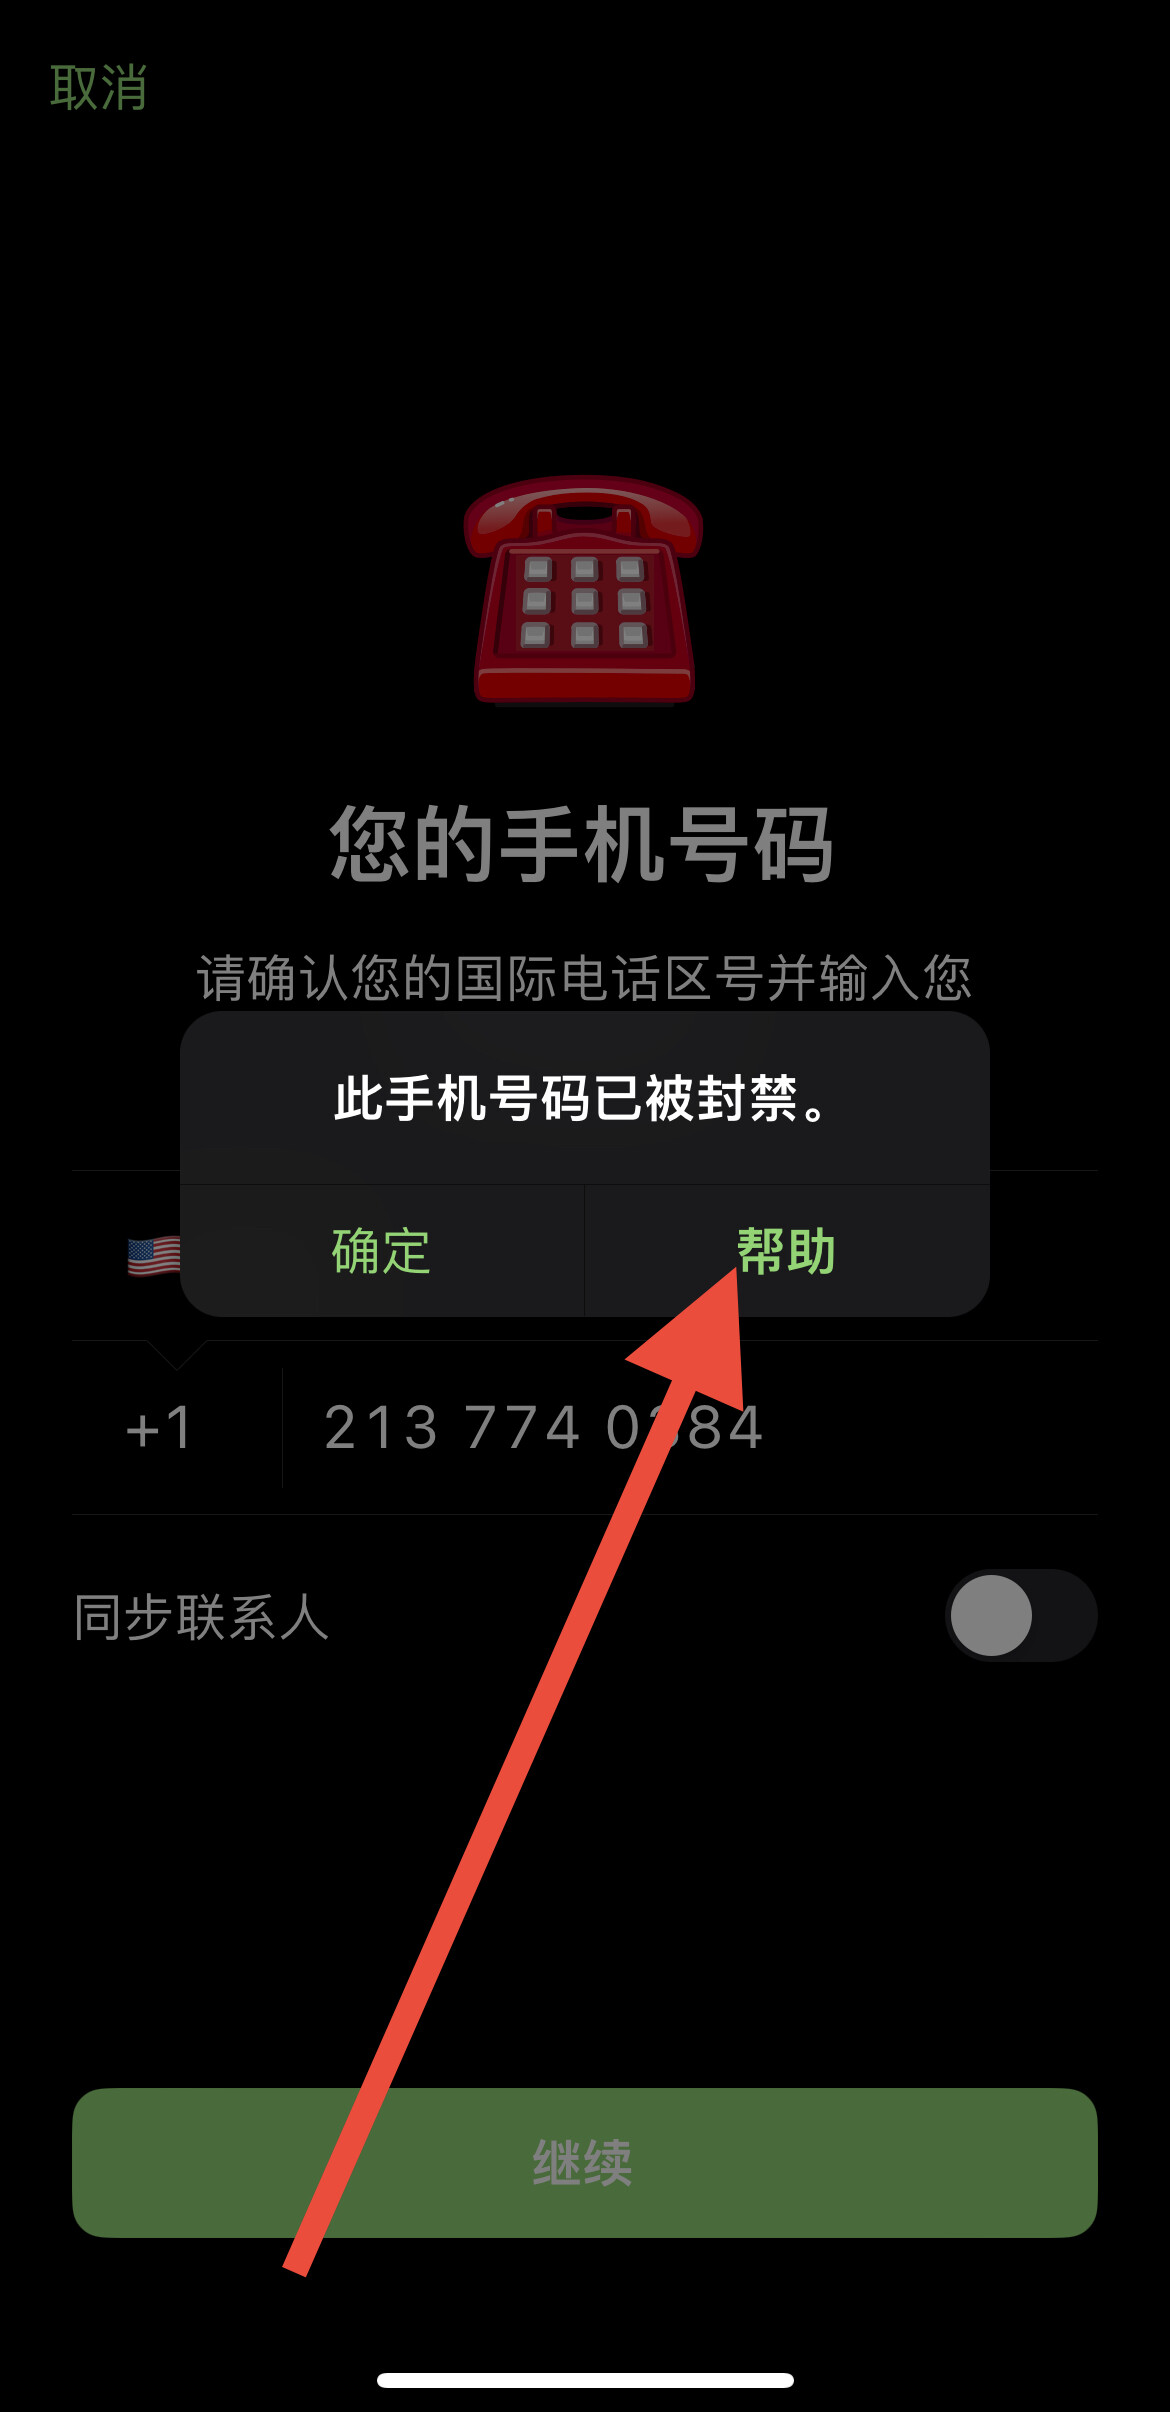 取消
您的手机号码
请确认您的国际电话区号并输入您
此手机号码已被封禁。
确定
帮助
+1
213 774 0384
同步联系人
继续